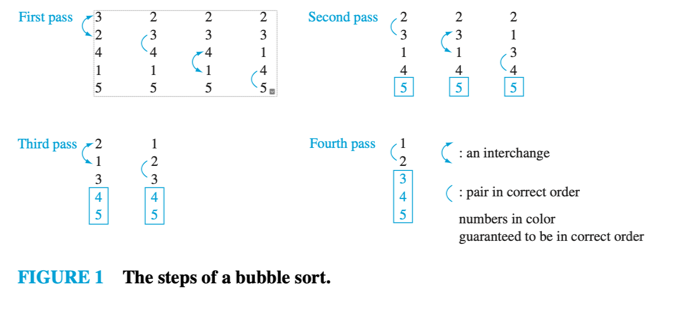 First pass 3 2 2 2
2 3 3 3
4 4 4 1
1 1 1 4
5 5 5 5
Second pass 2 2 2
3 3 1
1 1 3
4 4 4
5 5 5
Third pass 2 1
1 2
3 3
4 4
5 5
Fourth pass 1
2
3
4
5
: an interchange
: pair in correct order
numbers in color
guaranteed to be in correct order
FIGURE 1 The steps of a bubble sort.